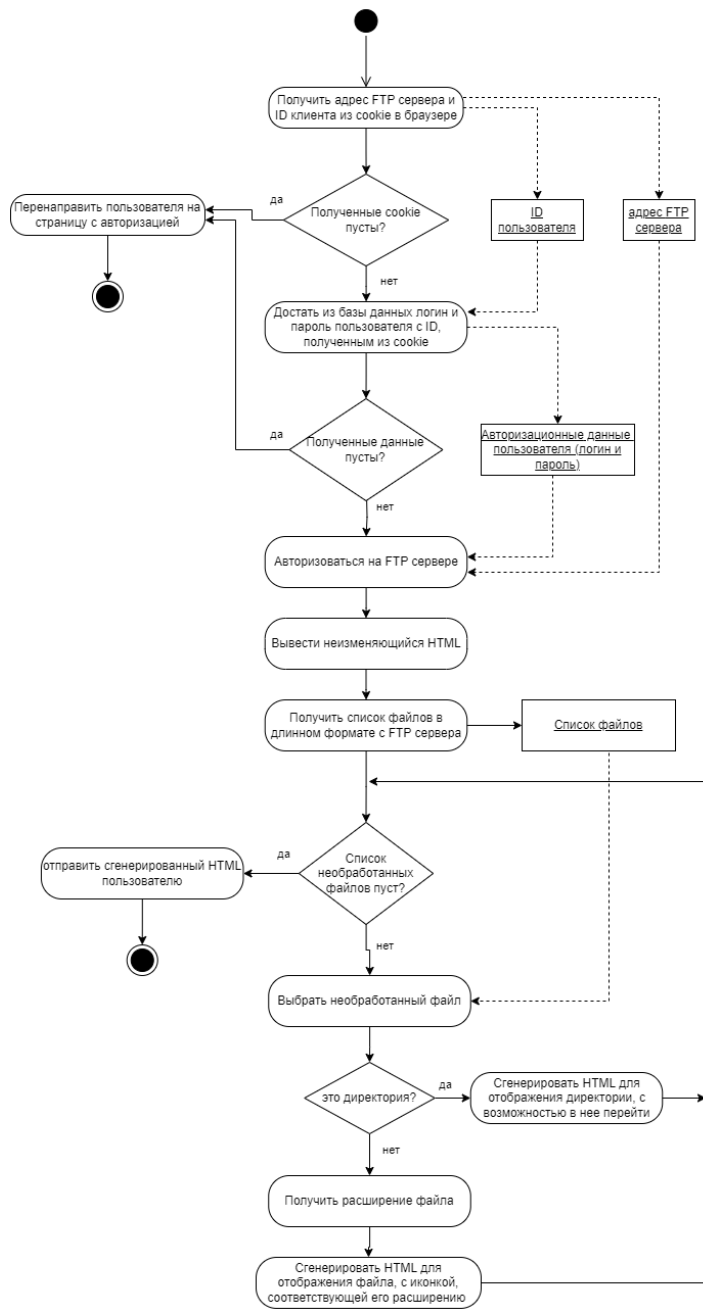 Получить адрес FTP сервера и
ID клиента из cookie в браузере
да
Перенаправить пользователя на
страницу с авторизацией
Полученные cookie
пусты?
ID
пользователя
адрес FTP
сервера
нет
Достать из базы данных логин и
пароль пользователя с ID,
полученным из cookie
да
Полученные данные
пусты?
Авторизационные данные
пользователя (логин и
пароль)
нет
Авторизоваться на FTP сервере
Вывести неизменяющийся HTML
Получить список файлов в
длинном формате с FTP сервера
Список файлов
да
отправить сгенерированный HTML
пользователю
Список
необработанных
файлов пуст?
нет
Выбрать необработанный файл
это директория?
да
Сгенерировать HTML для
отображения директории, с
возможностью в нее перейти
нет
Получить расширение файла
Сгенерировать HTML для
отображения файла, с иконкой,
соответствующей его расширению